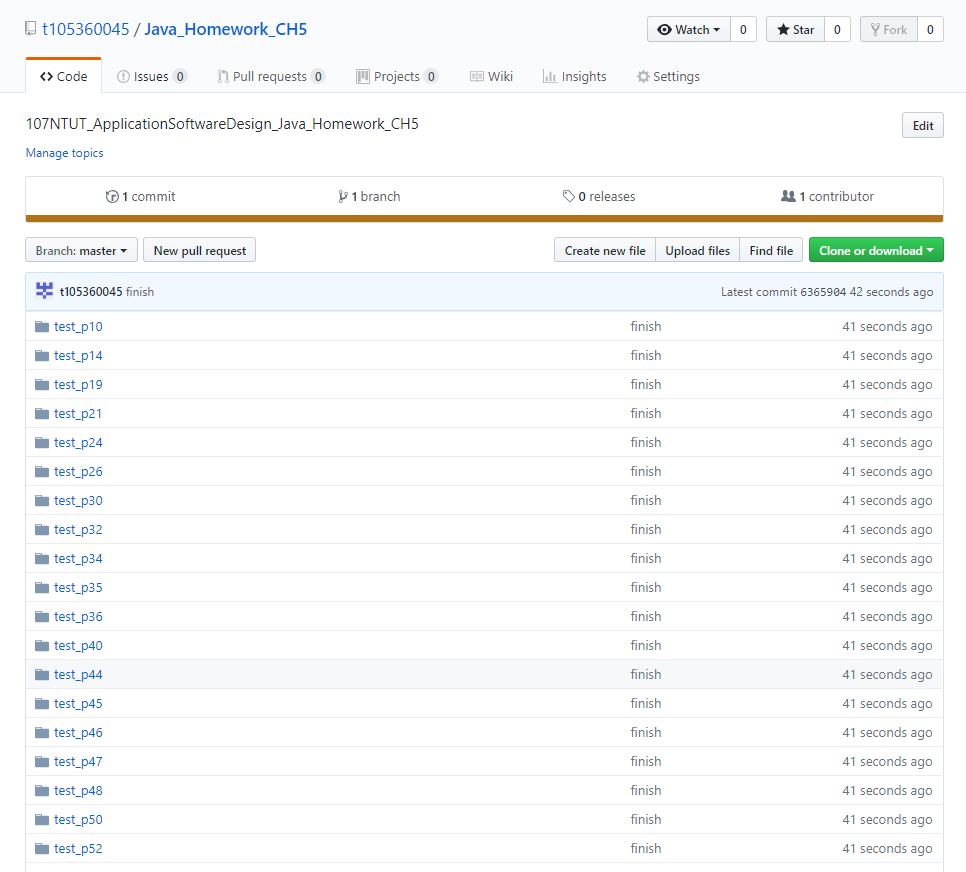 t105360045 / Java_Homework_CH5 Watch 0 Star 0 Fork 0
Code Issues 0 Pull requests 0 Projects 0 Wiki Insights Settings
107NTUT_ApplicationSoftwareDesign_Java_Homework_CH5 Edit
Manage topics
1 commit 1 branch 0 releases 1 contributor
Branch: master New pull request Create new file Upload files Find file Clone or download
t105360045 finish Latest commit 6365904 42 seconds ago
test_p10 finish 41 seconds ago
test_p14 finish 41 seconds ago
test_p19 finish 41 seconds ago
test_p21 finish 41 seconds ago
test_p24 finish 41 seconds ago
test_p26 finish 41 seconds ago
test_p30 finish 41 seconds ago
test_p32 finish 41 seconds ago
test_p34 finish 41 seconds ago
test_p35 finish 41 seconds ago
test_p36 finish 41 seconds ago
test_p40 finish 41 seconds ago
test_p44 finish 41 seconds ago
test_p45 finish 41 seconds ago
test_p46 finish 41 seconds ago
test_p47 finish 41 seconds ago
test_p48 finish 41 seconds ago
test_p50 finish 41 seconds ago
test_p52 finish 41 seconds ago